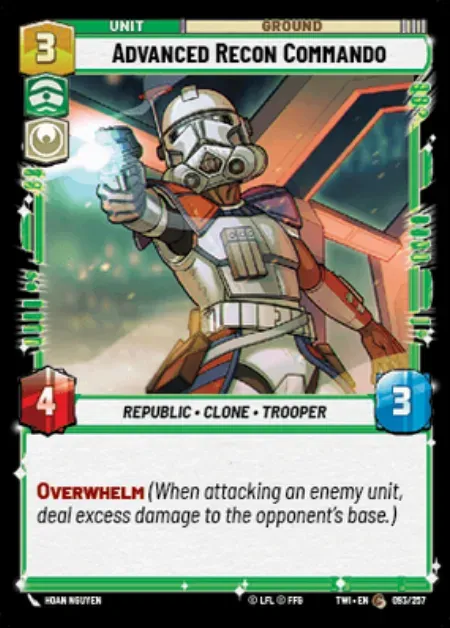 UNIT GROUND
3 ADVANCED RECON COMMANDO
4 REPUBLIC • CLONE • TROOPER 3
OVERWHELM (When attacking an enemy unit,
deal excess damage to the opponent's base.)
HOAN NGUYEN © LFL © FFG TWI • EN C 093/257